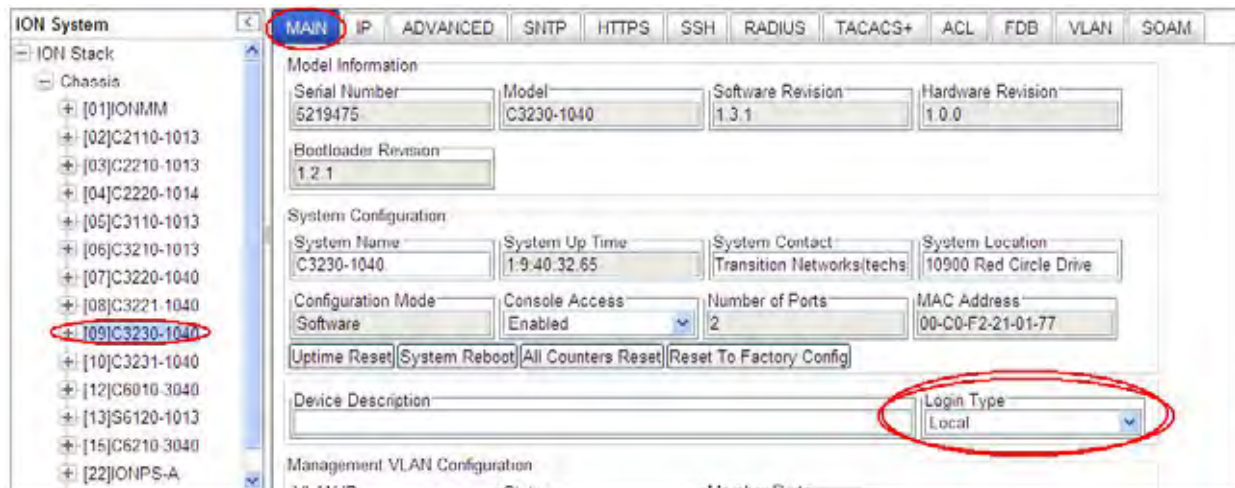 ION System
<
MAIN IP ADVANCED SNTP HTTPS SSH RADIUS TACACS+ ACL FDB VLAN SOAM
ION Stack
Chassis
[01]IONMM
[02]C2110-1013
[03]C2210-1013
[04]C2220-1014
[05]C3110-1013
[06]C3210-1013
[07]C3220-1040
[08]C3221-1040
[09]C3230-1040
[10]C3231-1040
[12]C6010-3040
[13]S6120-1013
[15]C6210-3040
[22]IONPS-A
Model Information
Serial Number Model Software Revision Hardware Revision
5219475 C3230-1040 1.3.1 1.0.0
Bootloader Revision
1.2.1
System Configuration
System Name System Up Time System Contact System Location
C3230-1040 1:9:40:32.65 Transition Networks(techs 10900 Red Circle Drive
Configuration Mode Console Access Number of Ports MAC Address
Software Enabled 2 00-C0-F2-21-01-77
Uptime Reset System Reboot All Counters Reset Reset To Factory Config
Device Description Login Type
Local
Management VLAN Configuration